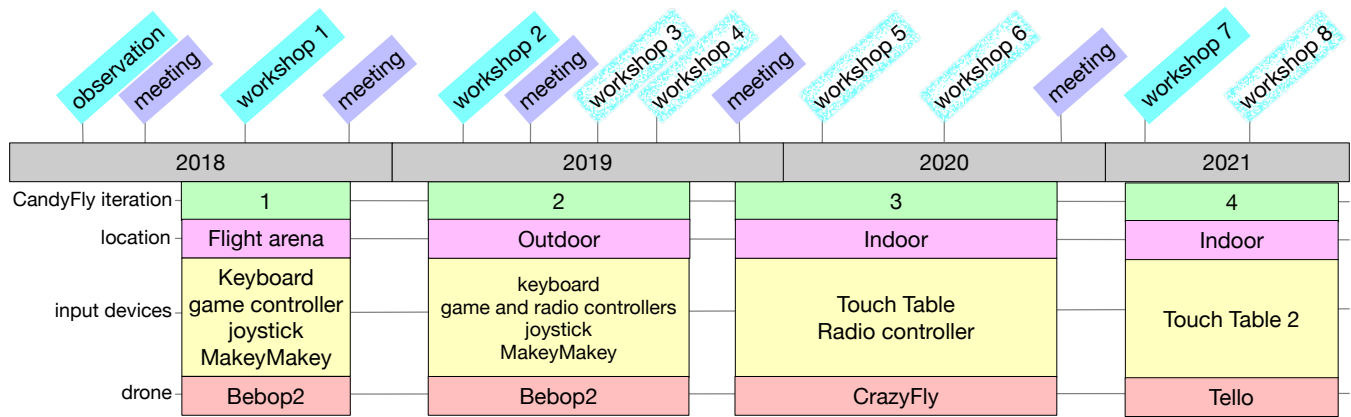 observation
meeting
workshop 1
meeting
workshop 2
meeting
workshop 3
workshop 4
meeting
workshop 5
workshop 6
meeting
workshop 7
workshop 8
2018
2019
2020
2021
CandyFly iteration
1
2
3
4
location
Flight arena
Outdoor
Indoor
Indoor
input devices
Keyboard
game controller
joystick
MakeyMakey
keyboard
game and radio controllers
joystick
MakeyMakey
Touch Table
Radio controller
Touch Table 2
drone
Bebop2
Bebop2
CrazyFly
Tello